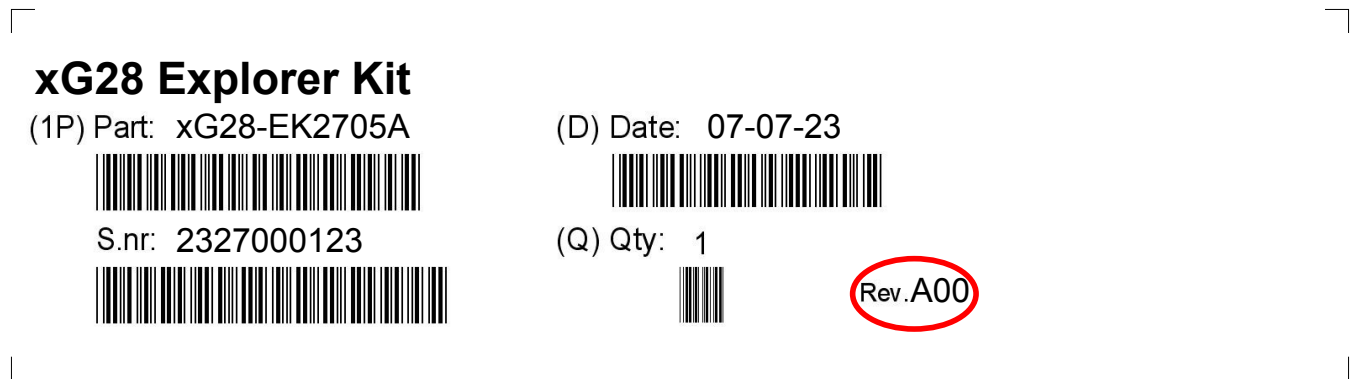 xG28 Explorer Kit
(1P) Part: xG28-EK2705A
(D) Date: 07-07-23
S.nr: 2327000123
(Q) Qty: 1
Rev.A00